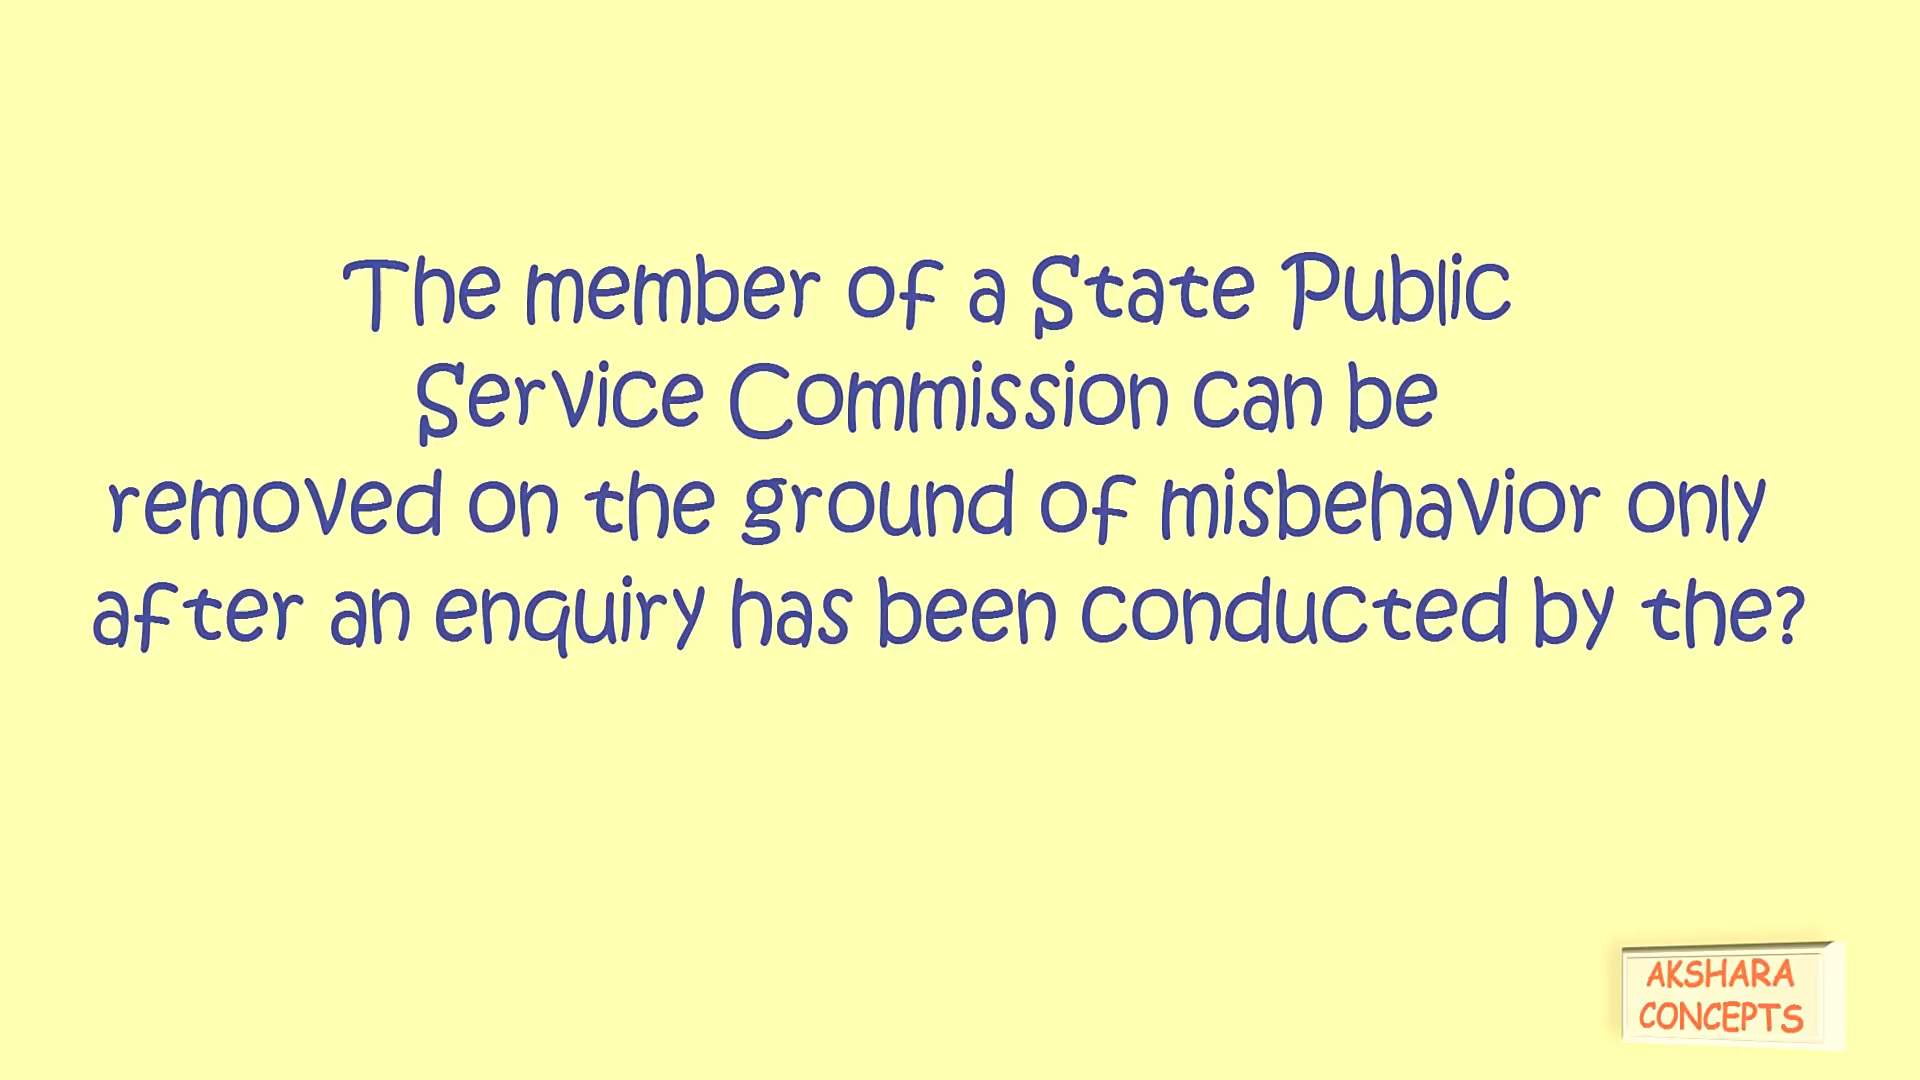 The member of a State Public
Service Commission can be
removed on the ground of misbehavior only
after an enquiry has been conducted by the?
AKSHARA
CONCEPTS